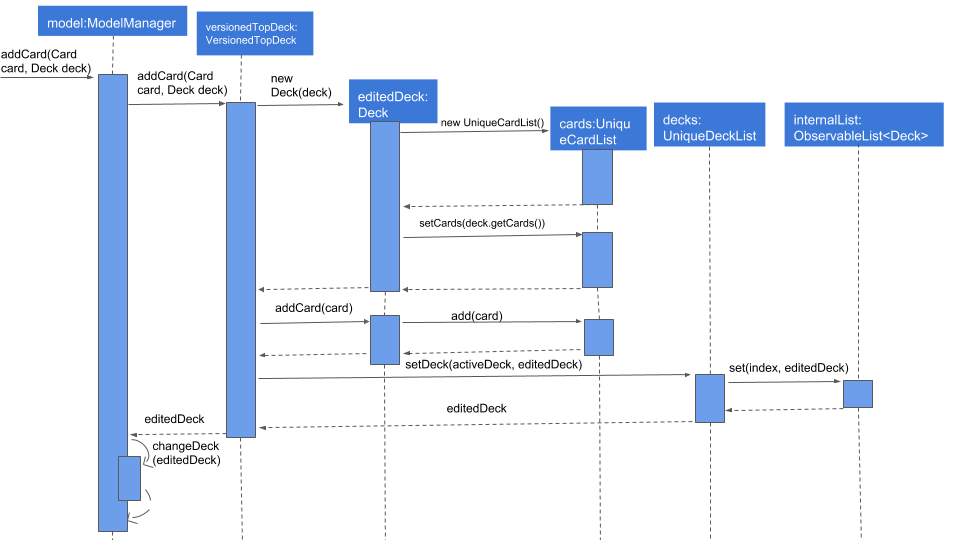 model:ModelManager
versionedTopDeck:
VersionedTopDeck
addCard(Card
card, Deck deck)
addCard(Card
card, Deck deck)
new
Deck(deck)
editedDeck:
Deck
new UniqueCardList()
cards:Uniqu
eCardList
decks:
UniqueDeckList
internalList:
ObservableList<Deck>
setCards(deck.getCards())
addCard(card)
add(card)
setDeck(activeDeck, editedDeck)
set(index, editedDeck)
editedDeck
editedDeck
changeDeck
(editedDeck)